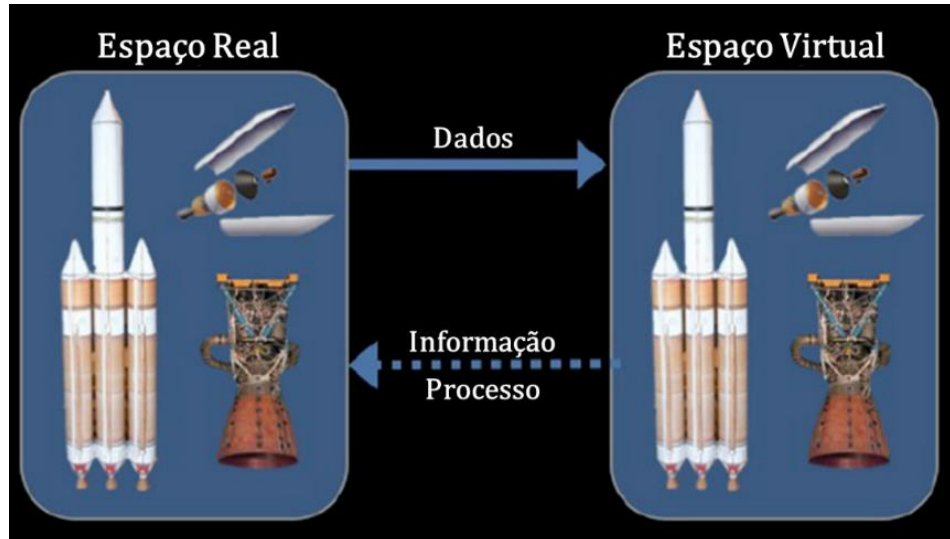 Espaço Real
Espaço Virtual
Dados
Informação
Processo